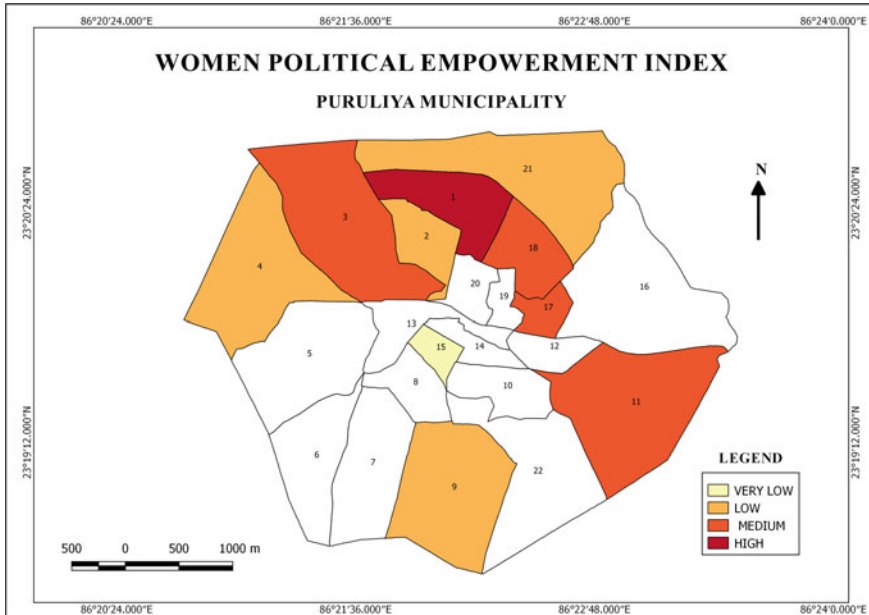 86°20'24.000"E 86°21'36.000"E 86°22'48.000"E 86°24'0.000"E
WOMEN POLITICAL EMPOWERMENT INDEX
PURULIYA MUNICIPALITY
N
23°20'24.000"N 23°20'24.000"N
21
1
3
2
18
4
20
19
16
17
13
12
15
14
5
8
10
11
6
7
9
22
23°19'12.000"N 23°19'12.000"N
LEGEND
VERY LOW
LOW
MEDIUM
HIGH
500 0 500 1000 m
86°20'24.000"E 86°21'36.000"E 86°22'48.000"E 86°24'0.000"E